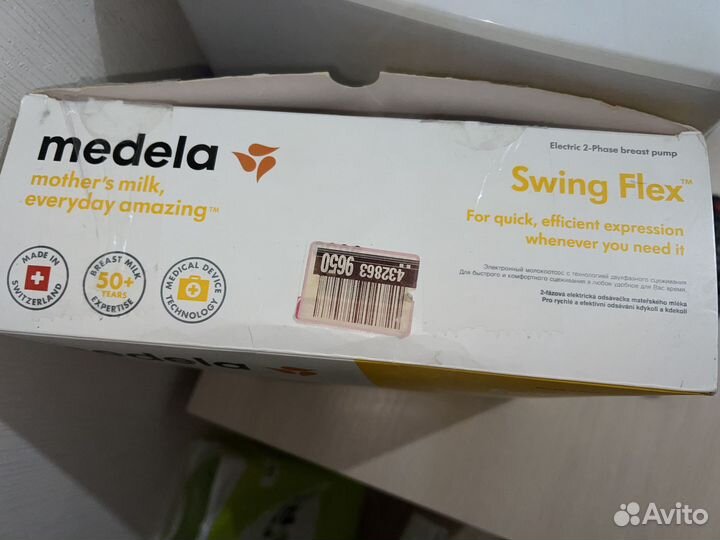 medela
mother's milk,
everyday amazing™
MADE IN
SWITZERLAND
BREAST MILK
50+
YEARS
EXPERTISE
MEDICAL DEVICE
TECHNOLOGY
432863
9650
Electric 2-Phase breast pump
Swing Flex™
For quick, efficient expression
whenever you need it
Электронный молокоотсос с технологией двухфазного сцеживания
Для быстрого и комфортного сцеживания в любое удобное для Вас время.
2-fázová elektrická odsávačka mateřského mléka
Pro rychlé a efektivní odsávání kdykoli a kdekoli
medela
Avito